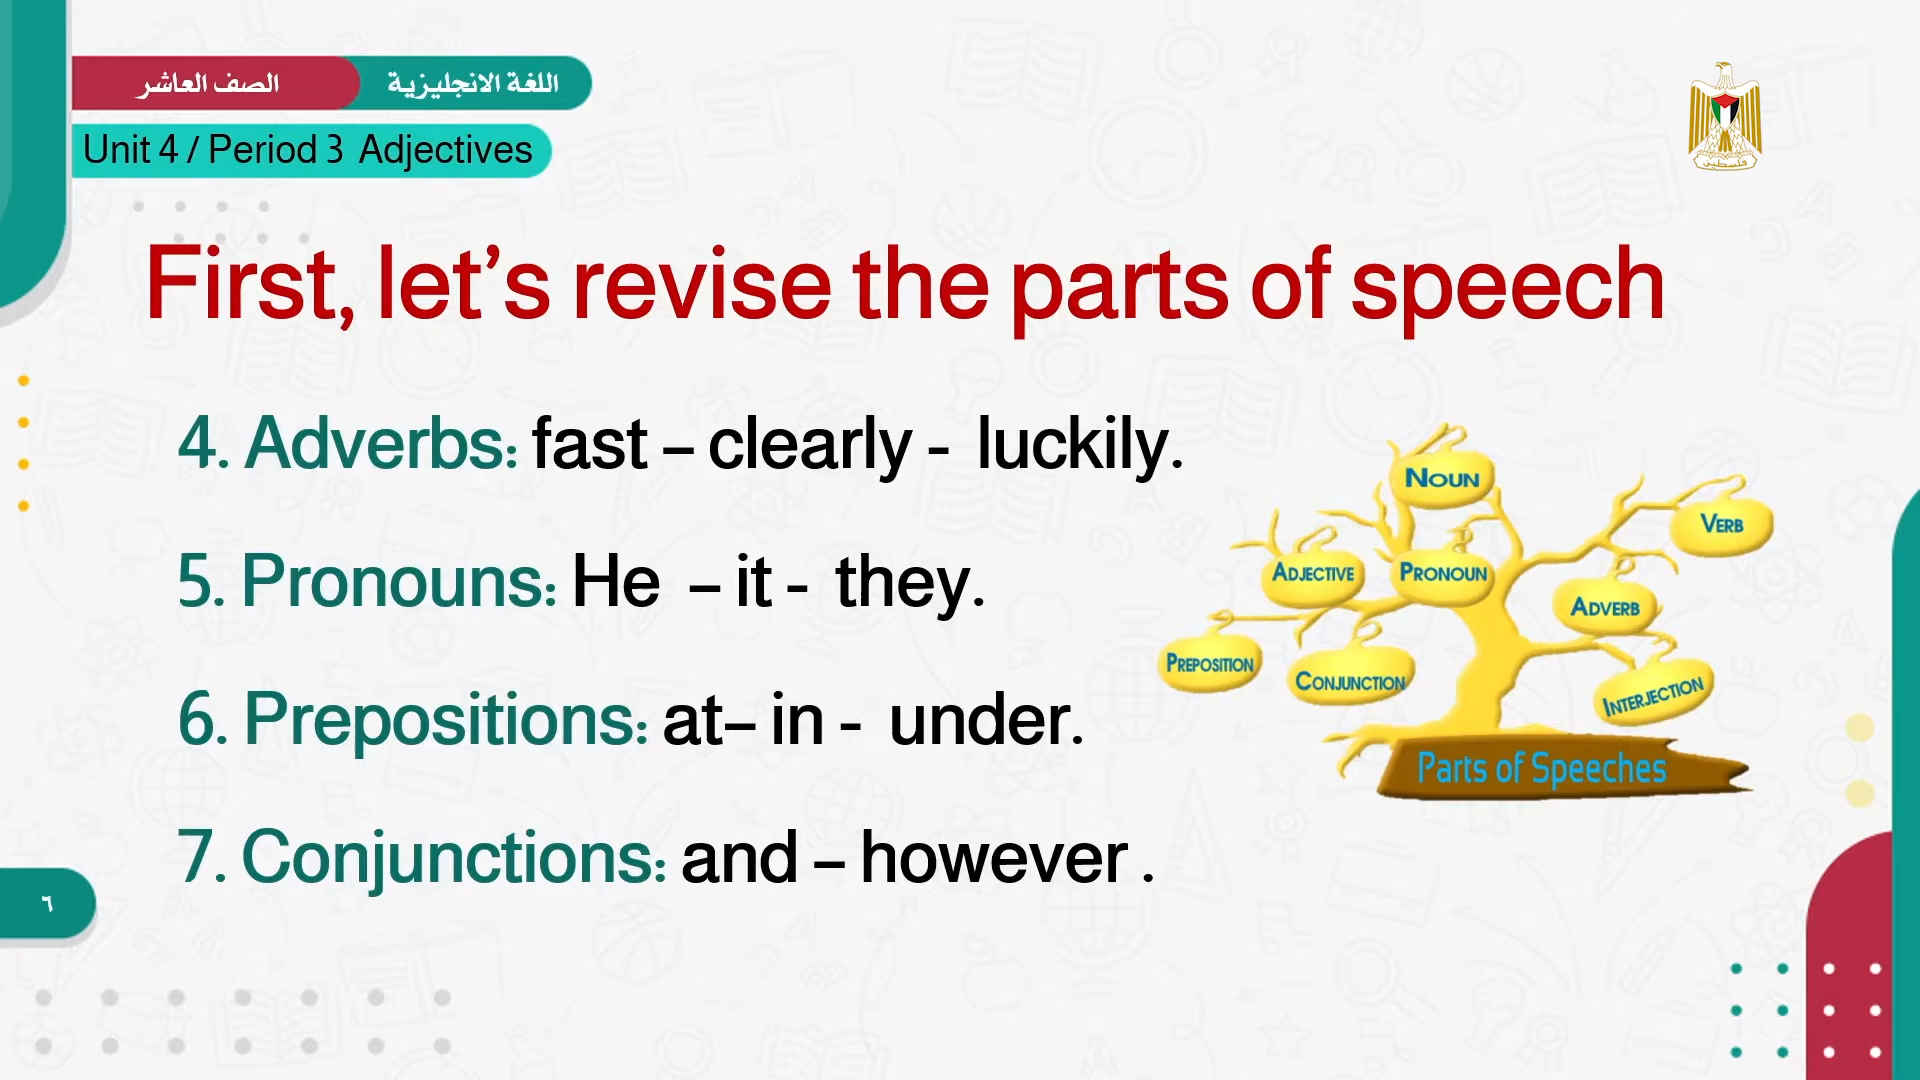 الصف العاشر
اللغة الانجليزية
Unit 4 / Period 3 Adjectives
فلسطين
First, let’s revise the parts of speech
4. Adverbs: fast – clearly - luckily.
5. Pronouns: He – it - they.
6. Prepositions: at– in - under.
7. Conjunctions: and – however .
NOUN
VERB
ADJECTIVE
PRONOUN
ADVERB
PREPOSITION
CONJUNCTION
INTERJECTION
Parts of Speeches
٦